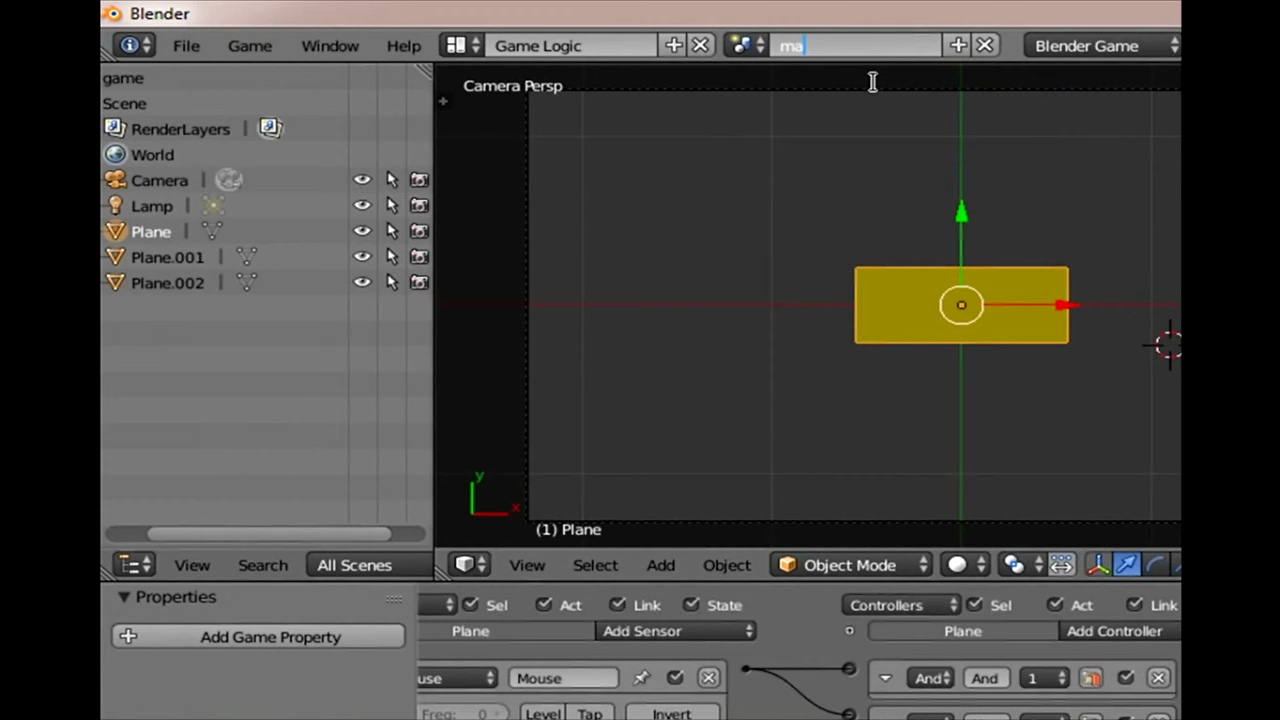 Blender
File Game Window Help Game Logic ma Blender Game
game
Scene
RenderLayers
World
Camera
Lamp
Plane
Plane.001
Plane.002
Camera Persp
y
x
(1) Plane
View Search All Scenes
View Select Add Object Object Mode
Properties
Add Game Property
Sel Act Link State
Plane Add Sensor
use Mouse
Freq: 0 Level Tap Invert
Controllers Sel Act Link
Plane Add Controller
And And 1